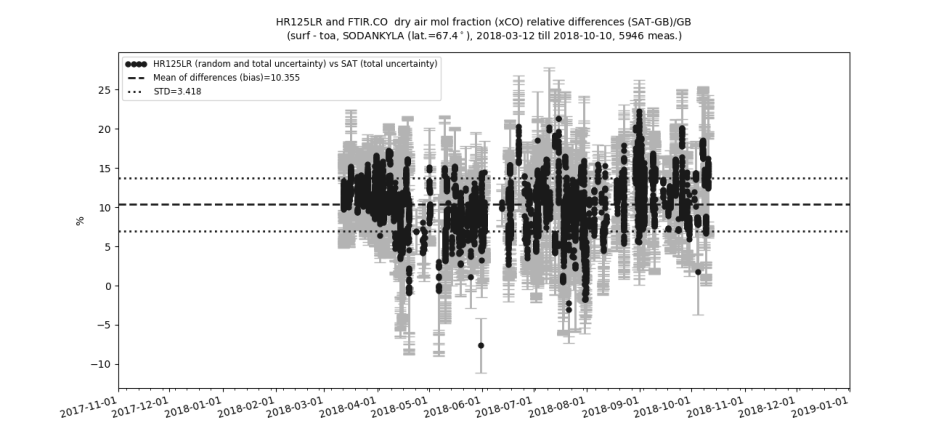 HR125LR and FTIR.CO  dry air mol fraction (xCO) relative differences (SAT-GB)/GB
(surf - toa, SODANKYLA (lat.=67.4°), 2018-03-12 till 2018-10-10, 5946 meas.)
HR125LR (random and total uncertainty) vs SAT (total uncertainty)
Mean of differences (bias)=10.355
STD=3.418
25
20
15
10
5
0
−5
−10
%
2017-11-01 2017-12-01 2018-01-01 2018-02-01 2018-03-01 2018-04-01 2018-05-01 2018-06-01 2018-07-01 2018-08-01 2018-09-01 2018-10-01 2018-11-01 2018-12-01 2019-01-01